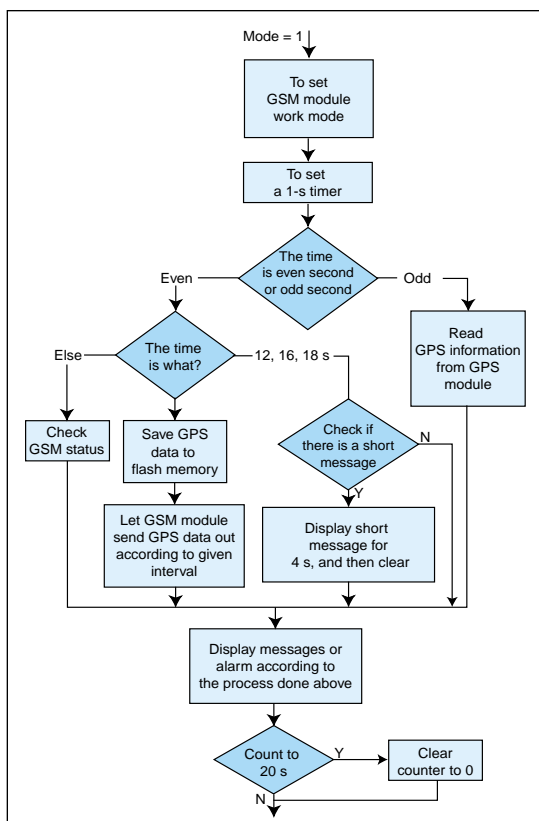 Mode = 1
To set
GSM module
work mode
To set
a 1-s timer
The time
is even second
or odd second
Even
Odd
The time
is what?
Else
12, 16, 18 s
Read
GPS information
from GPS
module
Check
GSM status
Save GPS
data to
flash memory
Check if
there is a short
message
N
Y
Let GSM module
send GPS data out
according to given
interval
Display short
message for
4 s, and then clear
Display messages or
alarm according to
the process done above
Count to
20 s
Y
Clear
counter to 0
N